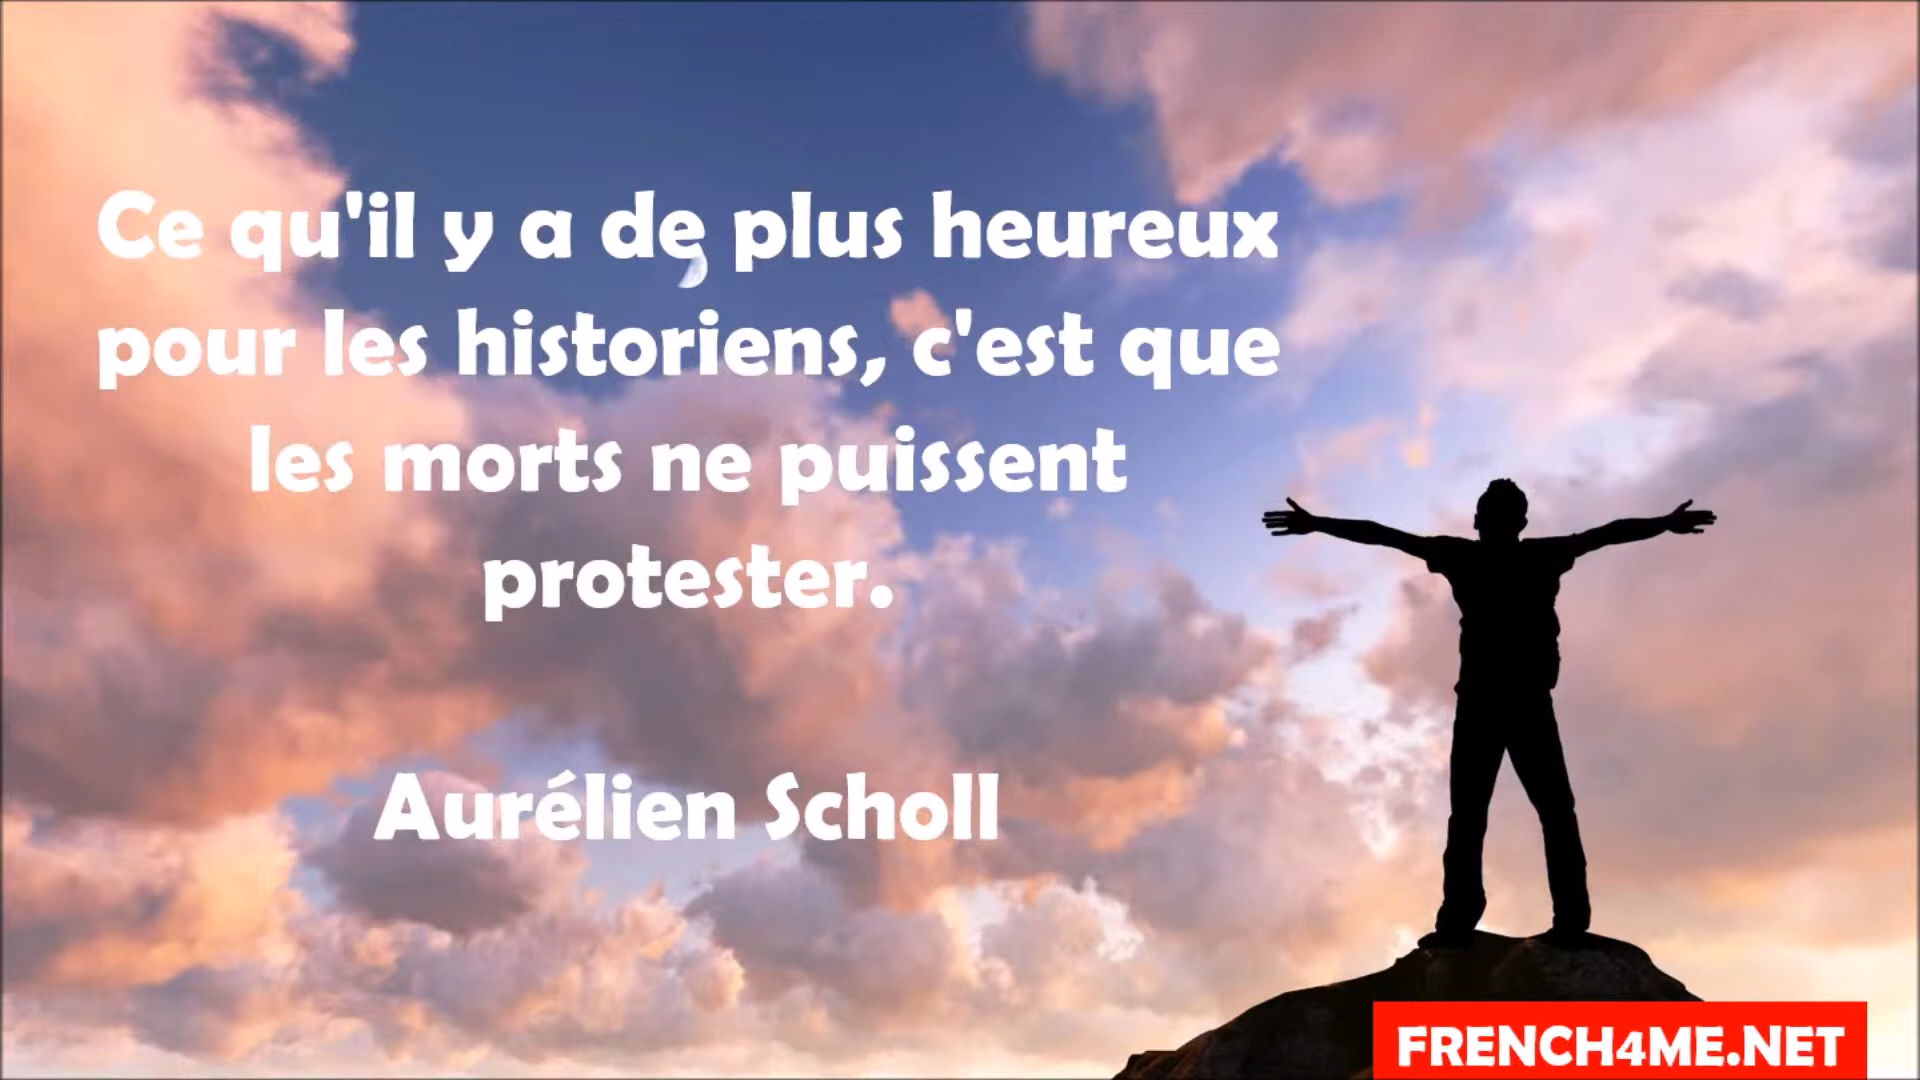 Ce qu'il y a de plus heureux
pour les historiens, c'est que
les morts ne puissent
protester.
Aurélien Scholl
FRENCH4ME.NET